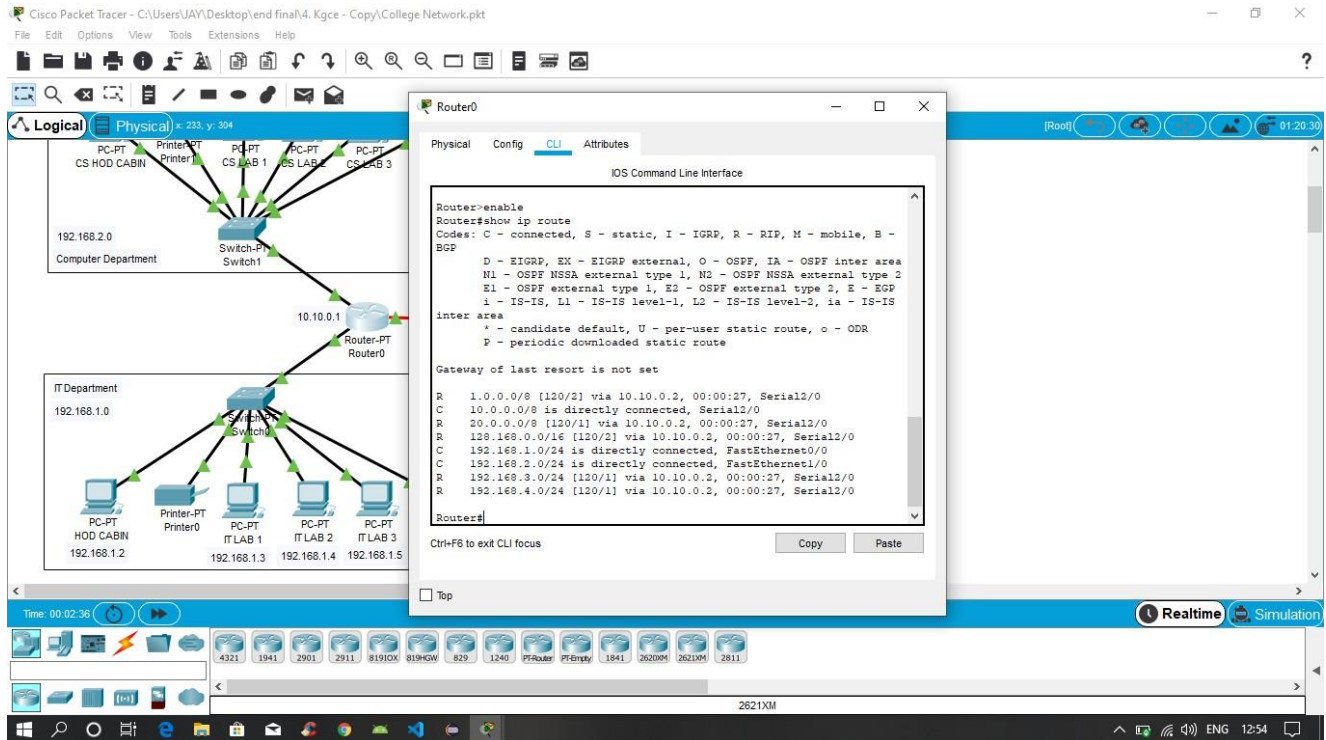 Cisco Packet Tracer - C:\Users\JAY\Desktop\end final\4. Kgce - Copy\College Network.pkt
File Edit Options View Tools Extensions Help
?
Logical Physical x: 233, y: 304
[Root] 01:20:30
PC-PT
CS HOD CABIN
Printer-PT
Printer1
PC-PT
CS LAB 1
PC-PT
CS LAB 2
PC-PT
CS LAB 3
192.168.2.0
Computer Department
Switch-PT
Switch1
10.10.0.1
Router-PT
Router0
IT Department
192.168.1.0
Switch-PT
Switch0
PC-PT
HOD CABIN
192.168.1.2
Printer-PT
Printer0
PC-PT
IT LAB 1
192.168.1.3
PC-PT
IT LAB 2
192.168.1.4
PC-PT
IT LAB 3
192.168.1.5
Router0
Physical Config CLI Attributes
IOS Command Line Interface
Router>enable
Router#show ip route
Codes: C - connected, S - static, I - IGRP, R - RIP, M - mobile, B -
BGP
D - EIGRP, EX - EIGRP external, O - OSPF, IA - OSPF inter area
N1 - OSPF NSSA external type 1, N2 - OSPF NSSA external type 2
E1 - OSPF external type 1, E2 - OSPF external type 2, E - EGP
i - IS-IS, L1 - IS-IS level-1, L2 - IS-IS level-2, ia - IS-IS
inter area
* - candidate default, U - per-user static route, o - ODR
P - periodic downloaded static route
Gateway of last resort is not set
R 1.0.0.0/8 [120/2] via 10.10.0.2, 00:00:27, Serial2/0
C 10.0.0.0/8 is directly connected, Serial2/0
R 20.0.0.0/8 [120/1] via 10.10.0.2, 00:00:27, Serial2/0
R 128.168.0.0/16 [120/2] via 10.10.0.2, 00:00:27, Serial2/0
C 192.168.1.0/24 is directly connected, FastEthernet0/0
C 192.168.2.0/24 is directly connected, FastEthernet1/0
R 192.168.3.0/24 [120/1] via 10.10.0.2, 00:00:27, Serial2/0
R 192.168.4.0/24 [120/1] via 10.10.0.2, 00:00:27, Serial2/0
Router#
Ctrl+F6 to exit CLI focus
Copy Paste
Top
Time: 00:02:36
Realtime Simulation
4321 1941 2901 2911 819IOX 819HGW 829 1240 PT-Router PT-Empty 1841 2620XM 2621XM 2811
2621XM
ENG 12:54